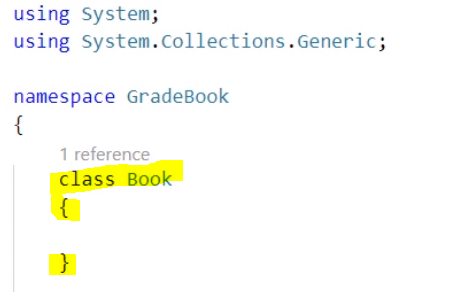 using System;
using System.Collections.Generic;
namespace GradeBook
{
1 reference
class Book
{
}